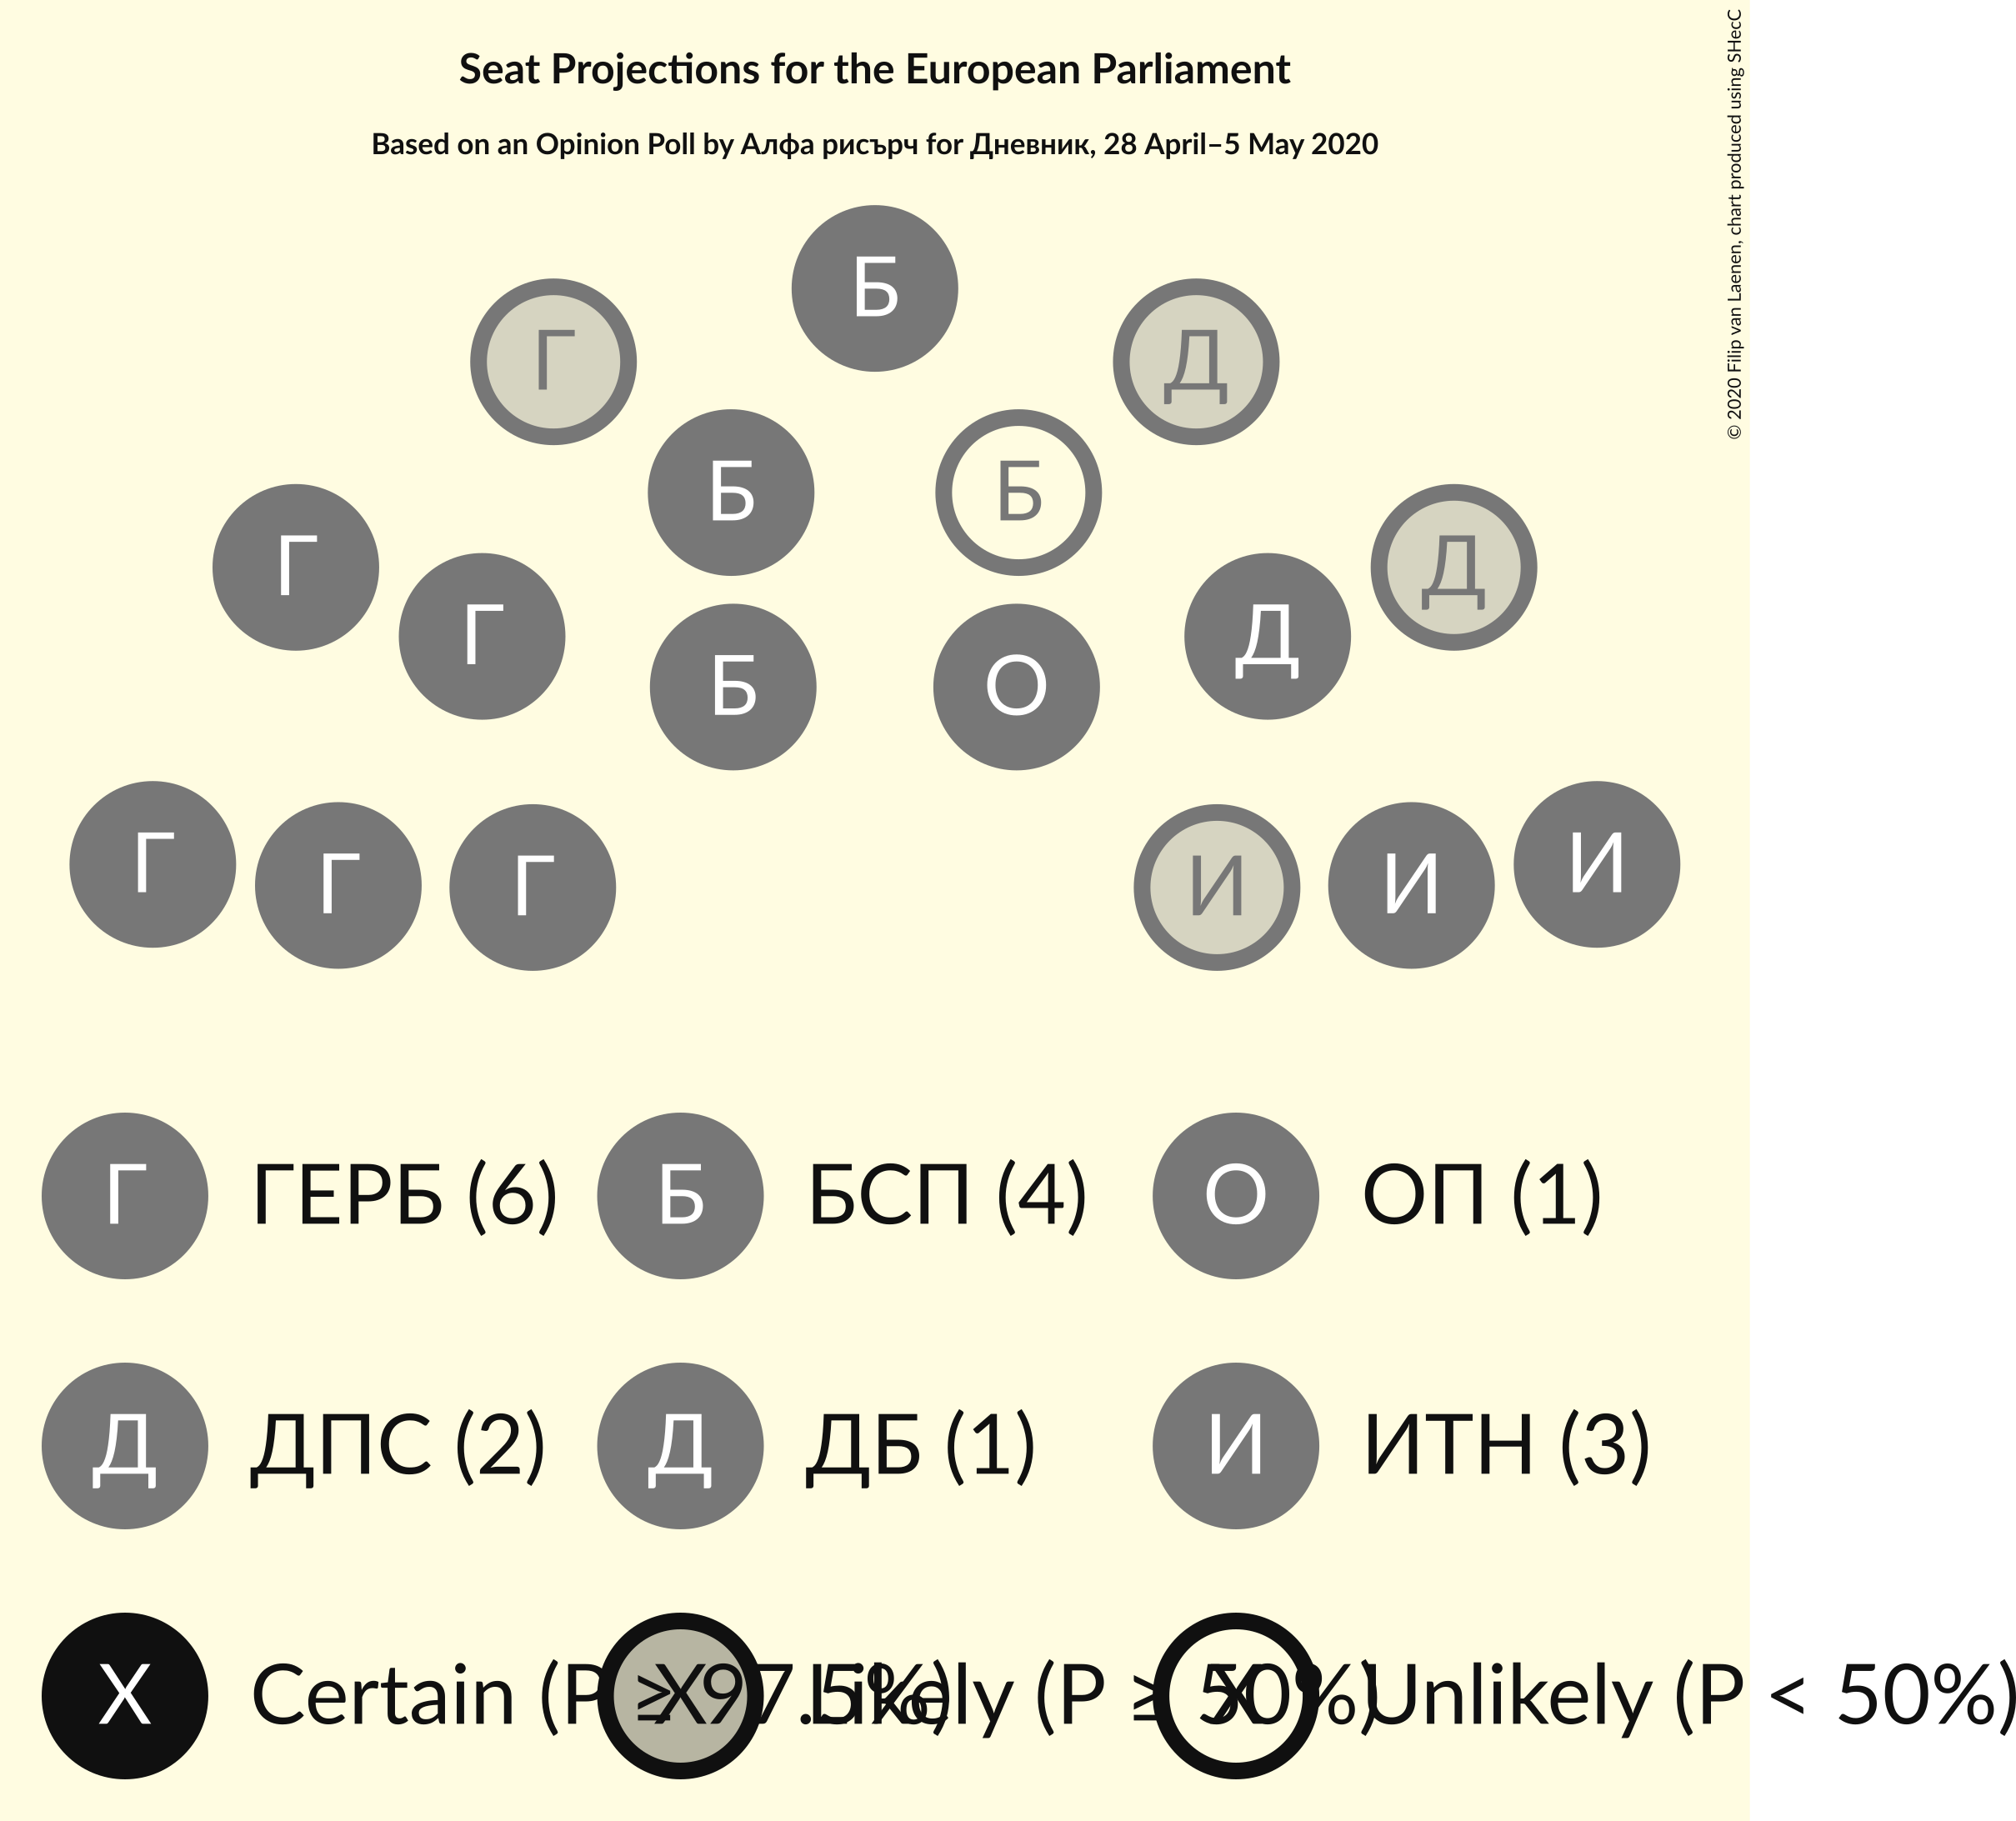 Seat Projections for the European Parliament
Based on an Opinion Poll by Алфа рисърч for Дневник, 28 April–5 May 2020
© 2020 Filip van Laenen, chart produced using SHecC
Б
Г Д
Б Б
Г Д
Г Д
Б О
Г И
Г И
Г И
Г ГЕРБ (6) Б БСП (4) О ОП (1)
Д ДПС (2) Д ДБ (1) И ИТН (3)
X Certain (P ≥ 97.5%) X Likely (P ≥ 50%) X Unlikely (P < 50%)